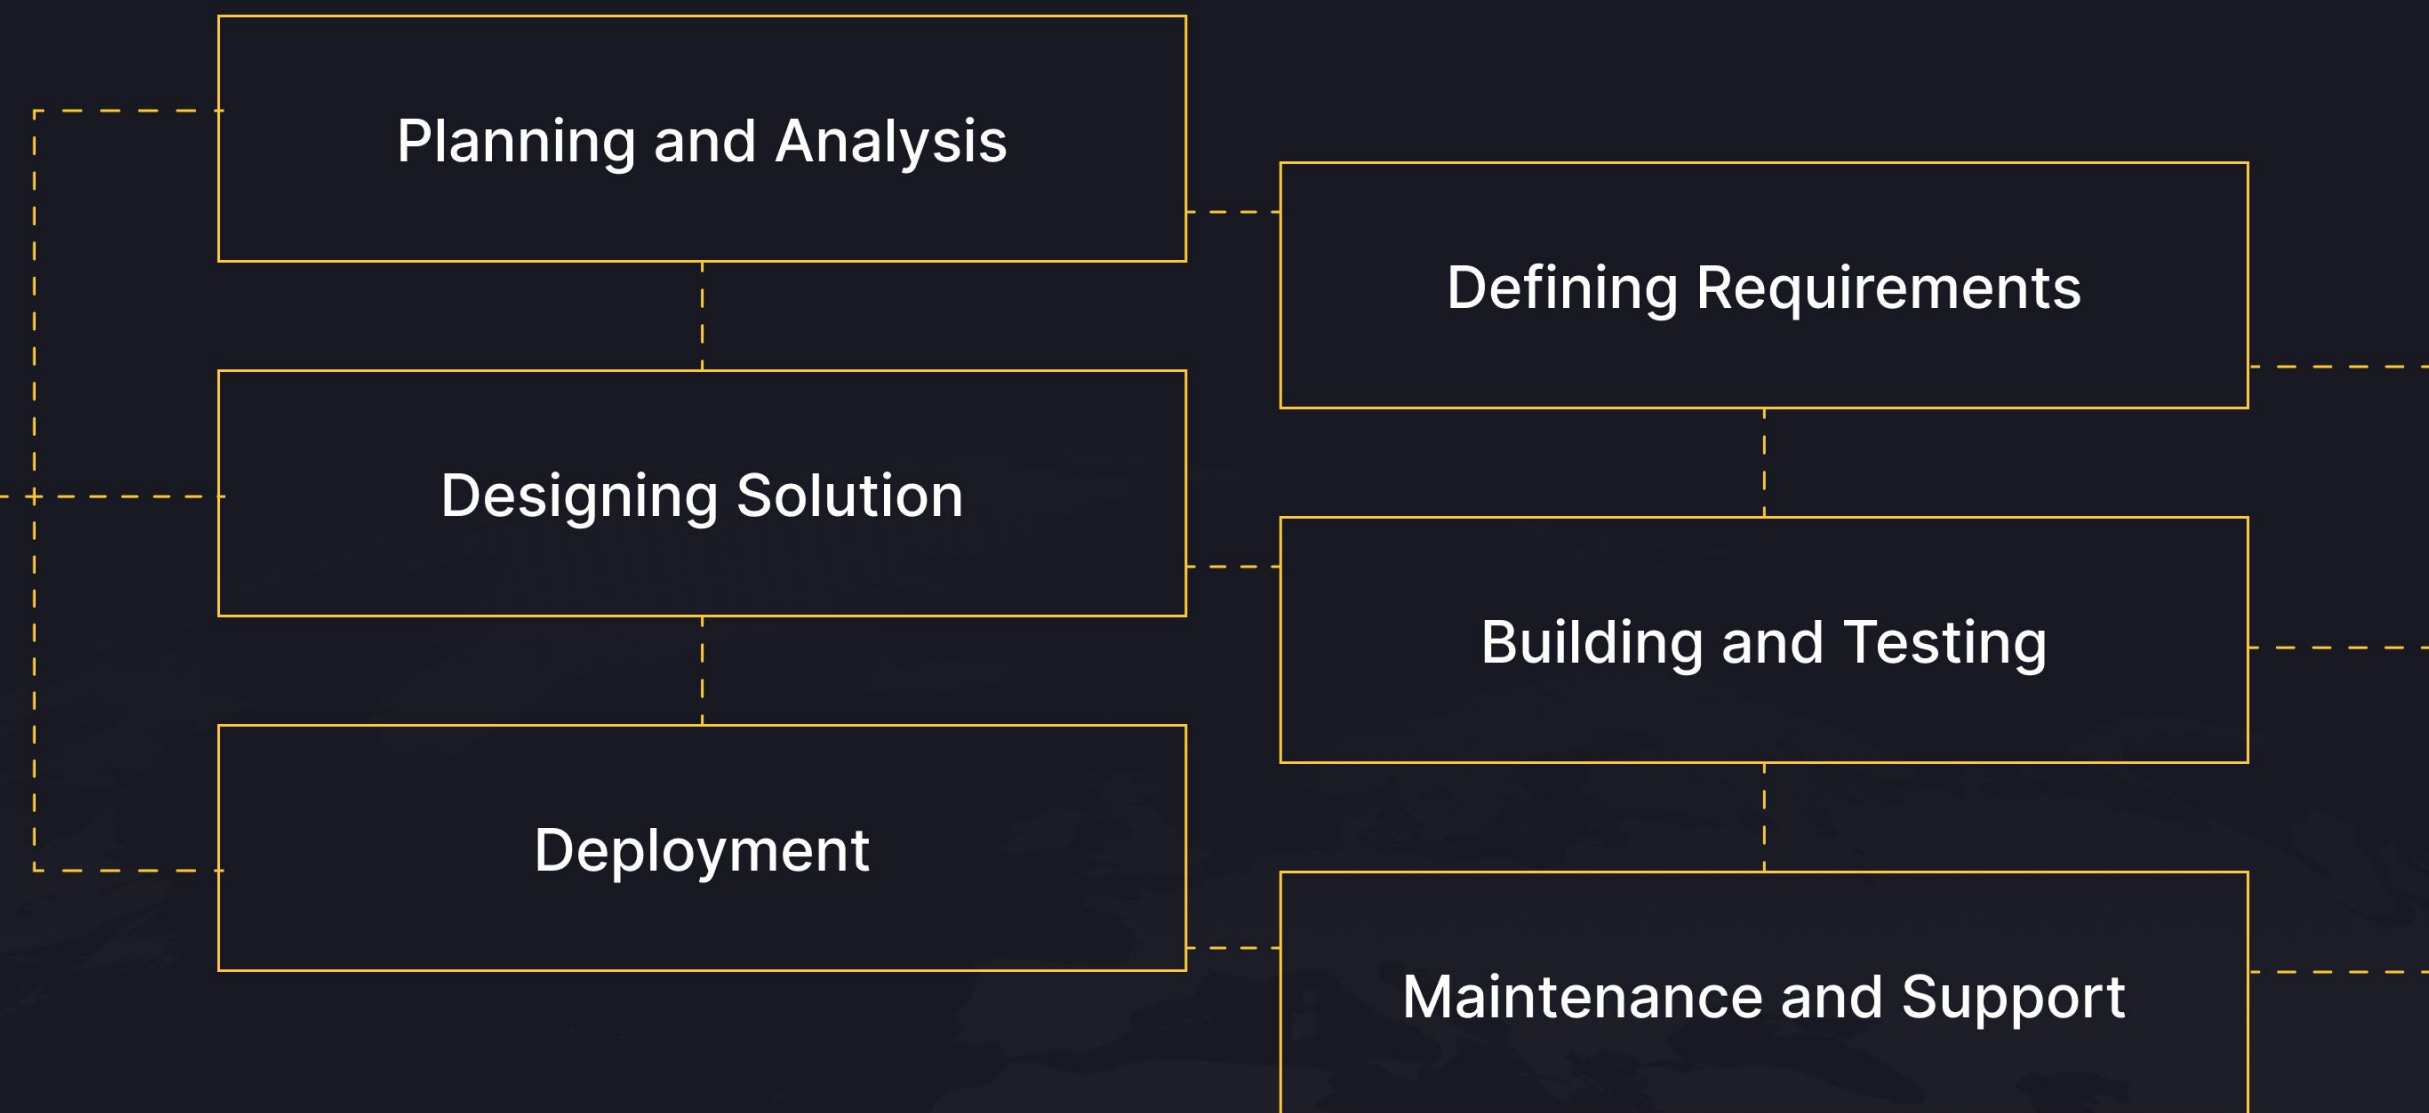 Planning and Analysis
Defining Requirements
Designing Solution
Building and Testing
Deployment
Maintenance and Support